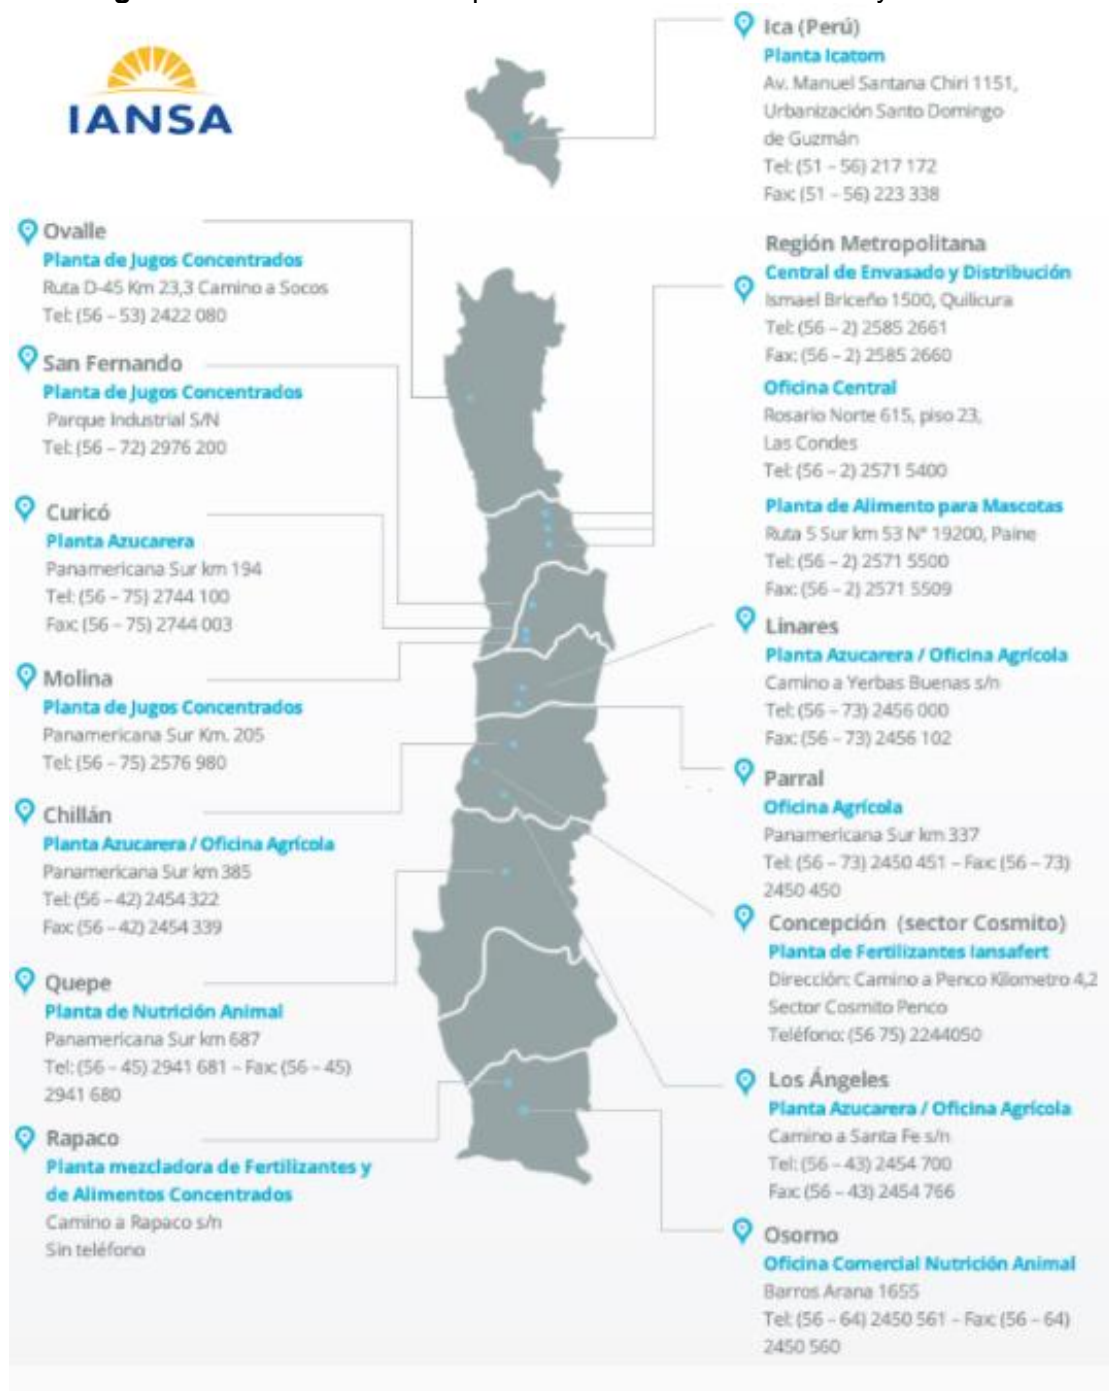 IANSA
Ica (Perú)
Planta Icatom
Av. Manuel Santana Chiri 1151,
Urbanización Santo Domingo
de Guzmán
Tel: (51 – 56) 217 172
Fax: (51 – 56) 223 338
Ovalle
Planta de Jugos Concentrados
Ruta D-45 Km 23,3 Camino a Socos
Tel: (56 – 53) 2422 080
San Fernando
Planta de Jugos Concentrados
Parque Industrial S/N
Tel: (56 – 72) 2976 200
Curicó
Planta Azucarera
Panamericana Sur km 194
Tel: (56 – 75) 2744 100
Fax: (56 – 75) 2744 003
Molina
Planta de Jugos Concentrados
Panamericana Sur Km. 205
Tel: (56 – 75) 2576 980
Chillán
Planta Azucarera / Oficina Agrícola
Panamericana Sur km 385
Tel: (56 – 42) 2454 322
Fax: (56 – 42) 2454 339
Quepe
Planta de Nutrición Animal
Panamericana Sur km 687
Tel: (56 – 45) 2941 681 – Fax: (56 – 45)
2941 680
Rapaco
Planta mezcladora de Fertilizantes y
de Alimentos Concentrados
Camino a Rapaco s/n
Sin teléfono
Región Metropolitana
Central de Envasado y Distribución
Ismael Briceño 1500, Quilicura
Tel: (56 – 2) 2585 2661
Fax: (56 – 2) 2585 2660
Oficina Central
Rosario Norte 615, piso 23,
Las Condes
Tel: (56 – 2) 2571 5400
Planta de Alimento para Mascotas
Ruta 5 Sur km 53 N° 19200, Paine
Tel: (56 – 2) 2571 5500
Fax: (56 – 2) 2571 5509
Linares
Planta Azucarera / Oficina Agrícola
Camino a Yerbas Buenas s/n
Tel: (56 – 73) 2456 000
Fax: (56 – 73) 2456 102
Parral
Oficina Agrícola
Panamericana Sur km 337
Tel: (56 – 73) 2450 451 – Fax: (56 – 73)
2450 450
Concepción (sector Cosmito)
Planta de Fertilizantes Iansafert
Dirección: Camino a Penco Kilometro 4,2
Sector Cosmito Penco
Teléfono: (56 75) 2244050
Los Ángeles
Planta Azucarera / Oficina Agrícola
Camino a Santa Fe s/n
Tel: (56 – 43) 2454 700
Fax: (56 – 43) 2454 766
Osorno
Oficina Comercial Nutrición Animal
Barros Arana 1655
Tel: (56 – 64) 2450 561 – Fax: (56 – 64)
2450 560